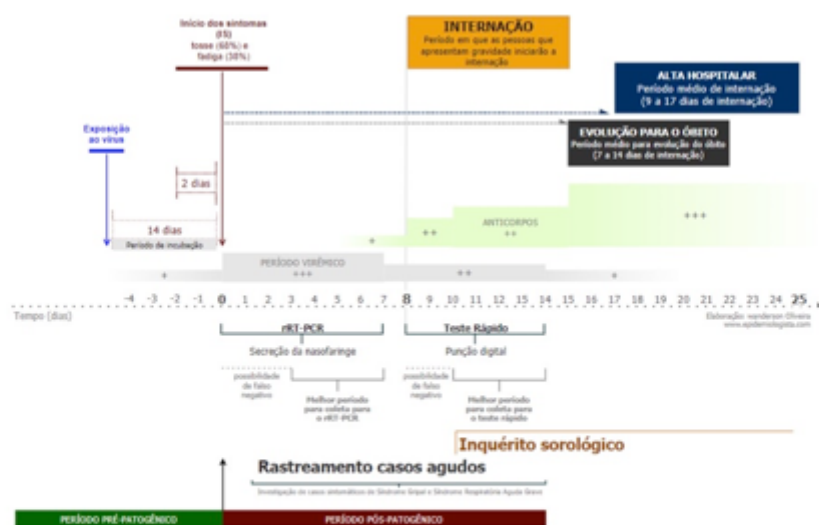 Início dos sintomas
(IS)
tosse (68%) e
fadiga (38%)
INTERNAÇÃO
Período em que as pessoas que
apresentam gravidade iniciarão a
internação
ALTA HOSPITALAR
Período médio de internação
(9 a 17 dias de internação)
Exposição
ao vírus
EVOLUÇÃO PARA O ÓBITO
Período médio para evolução do óbito
(7 a 14 dias de internação)
2 dias
14 dias
Período de incubação
ANTICORPOS
+ ++ ++ +++
PERÍODO VIRÊMICO
+ +++ ++ +
-4 -3 -2 -1 0 1 2 3 4 5 6 7 8 9 10 11 12 13 14 15 16 17 18 19 20 21 22 23 24 25
Tempo (dias)
Elaboração: wanderson Oliveira
www.epidemiologista.com
rRT-PCR
Teste Rápido
Secreção da nasofaringe
Punção digital
possibilidade
de falso
negativo
Melhor período
para coleta para
o rRT-PCR
possibilidade
de falso
negativo
Melhor período
para coleta para
o teste rápido
Inquérito sorológico
Rastreamento casos agudos
Investigação de casos sintomáticos de Síndrome Gripal e Síndrome Respiratória Aguda Grave
PERÍODO PRÉ-PATOGÊNICO
PERÍODO PÓS-PATOGÊNICO